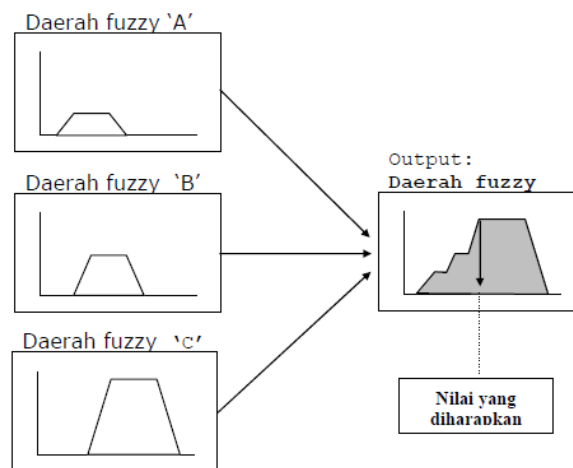 Daerah fuzzy ‘A’
Daerah fuzzy ‘B’
Daerah fuzzy ‘C’
Output:
Daerah fuzzy
Nilai yang
diharapkan